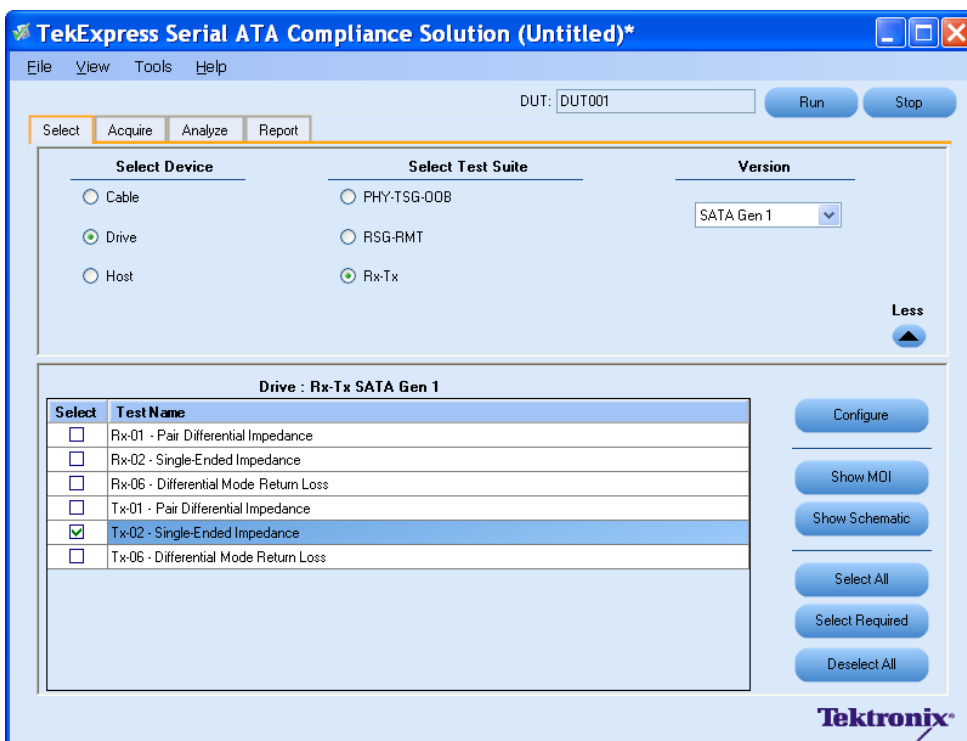 TekExpress Serial ATA Compliance Solution (Untitled)*
File View Tools Help
DUT: DUT001 Run Stop
Select Acquire Analyze Report
Select Device Select Test Suite Version
Cable PHY-TSG-OOB
SATA Gen 1
Drive RSG-RMT
Host Rx-Tx
Less
Drive : Rx-Tx SATA Gen 1
Select Test Name
Rx-01 - Pair Differential Impedance
Rx-02 - Single-Ended Impedance
Rx-06 - Differential Mode Return Loss
Tx-01 - Pair Differential Impedance
Tx-02 - Single-Ended Impedance
Tx-06 - Differential Mode Return Loss
Configure
Show MOI
Show Schematic
Select All
Select Required
Deselect All
Tektronix